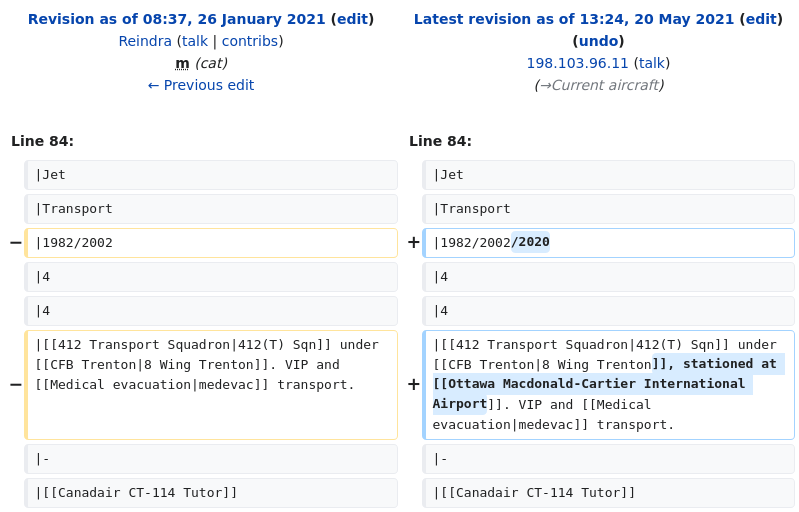 Revision as of 08:37, 26 January 2021 (edit)
Reindra (talk | contribs)
m (cat)
← Previous edit
Latest revision as of 13:24, 20 May 2021 (edit)
(undo)
198.103.96.11 (talk)
(→Current aircraft)
Line 84:
Line 84:
|Jet
|Jet
|Transport
|Transport
− |1982/2002
+ |1982/2002/2020
|4
|4
|4
|4
− |[[412 Transport Squadron|412(T) Sqn]] under
[[CFB Trenton|8 Wing Trenton]]. VIP and
[[Medical evacuation|medevac]] transport.
+ |[[412 Transport Squadron|412(T) Sqn]] under
[[CFB Trenton|8 Wing Trenton]], stationed at
[[Ottawa Macdonald-Cartier International
Airport]]. VIP and [[Medical
evacuation|medevac]] transport.
|-
|-
|[[Canadair CT-114 Tutor]]
|[[Canadair CT-114 Tutor]]